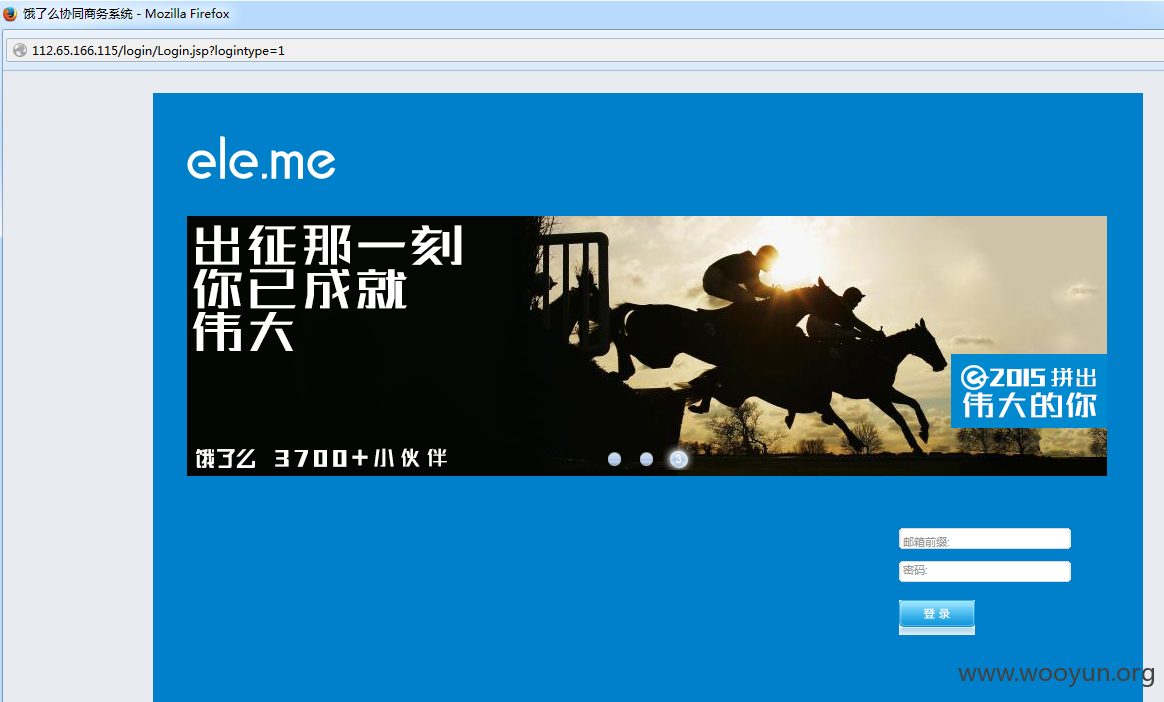 饿了么协同商务系统 - Mozilla Firefox
112.65.166.115/login/Login.jsp?logintype=1
ele.me
出征那一刻
你已成就
伟大
e2015 拼出
伟大的你
饿了么 3700+小伙伴
3
邮箱前缀:
密码:
登 录
www.wooyun.org